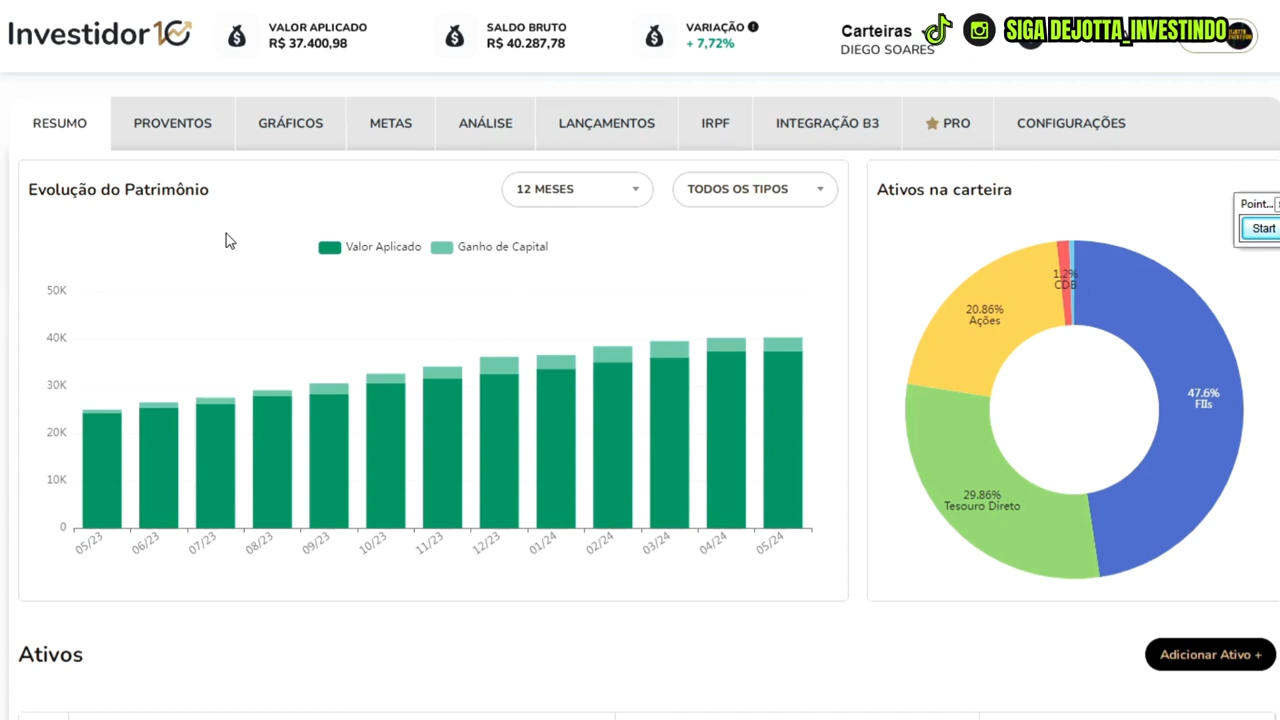 Investidor10
VALOR APLICADO
R$ 37.400,98
SALDO BRUTO
R$ 40.287,78
VARIAÇÃO
+ 7,72%
Carteiras
DIEGO SOARES
SIGA DEJOTTA_INVESTINDO
RESUMO
PROVENTOS
GRÁFICOS
METAS
ANÁLISE
LANÇAMENTOS
IRPF
INTEGRAÇÃO B3
PRO
CONFIGURAÇÕES
Evolução do Patrimônio
12 MESES
TODOS OS TIPOS
Valor Aplicado
Ganho de Capital
50K
40K
30K
20K
10K
0
05/23
06/23
07/23
08/23
09/23
10/23
11/23
12/23
01/24
02/24
03/24
04/24
05/24
Ativos na carteira
Point...
Start
1.2%
CDB
20.86%
Ações
47.6%
FIIs
29.86%
Tesouro Direto
Ativos
Adicionar Ativo +